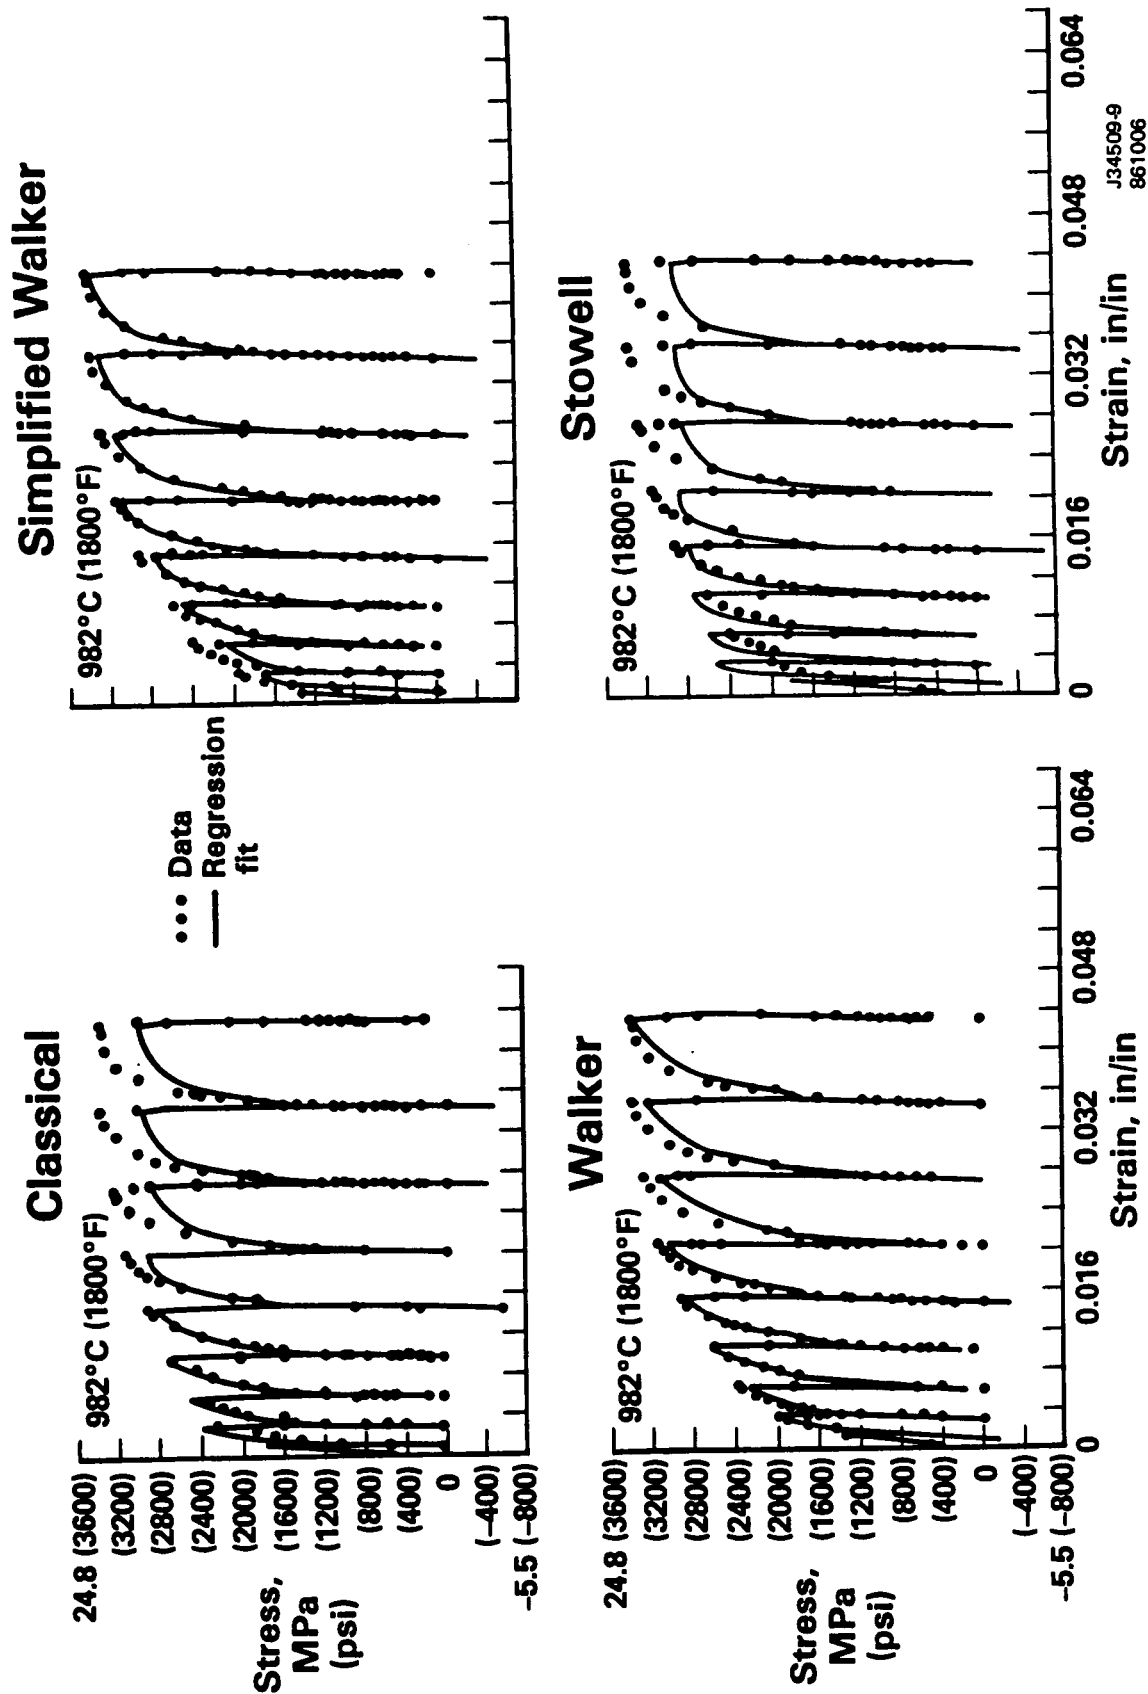 Classical
982°C (1800°F)
24.8 (3600)
(3200)
(2800)
(2400)
(2000)
(1600)
(1200)
(800)
(400)
0
(−400)
−5.5 (−800)
Stress,
MPa
(psi)
••• Data
— Regression
fit
Simplified Walker
982°C (1800°F)
Walker
982°C (1800°F)
24.8 (3600)
(3200)
(2800)
(2400)
(2000)
(1600)
(1200)
(800)
(400)
0
(−400)
−5.5 (−800)
Stress,
MPa
(psi)
0 0.016 0.032 0.048 0.064
Strain, in/in
Stowell
982°C (1800°F)
0 0.016 0.032 0.048 0.064
Strain, in/in
J34509-9
861006